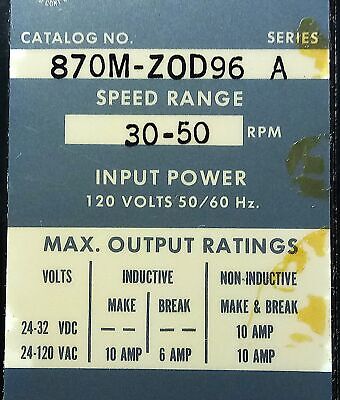 CATALOG NO. SERIES
870M-ZOD96 A
SPEED RANGE
30-50 RPM
INPUT POWER
120 VOLTS 50/60 Hz.
MAX. OUTPUT RATINGS
VOLTS INDUCTIVE NON-INDUCTIVE
MAKE BREAK MAKE & BREAK
24-32 VDC – – – – 10 AMP
24-120 VAC 10 AMP 6 AMP 10 AMP